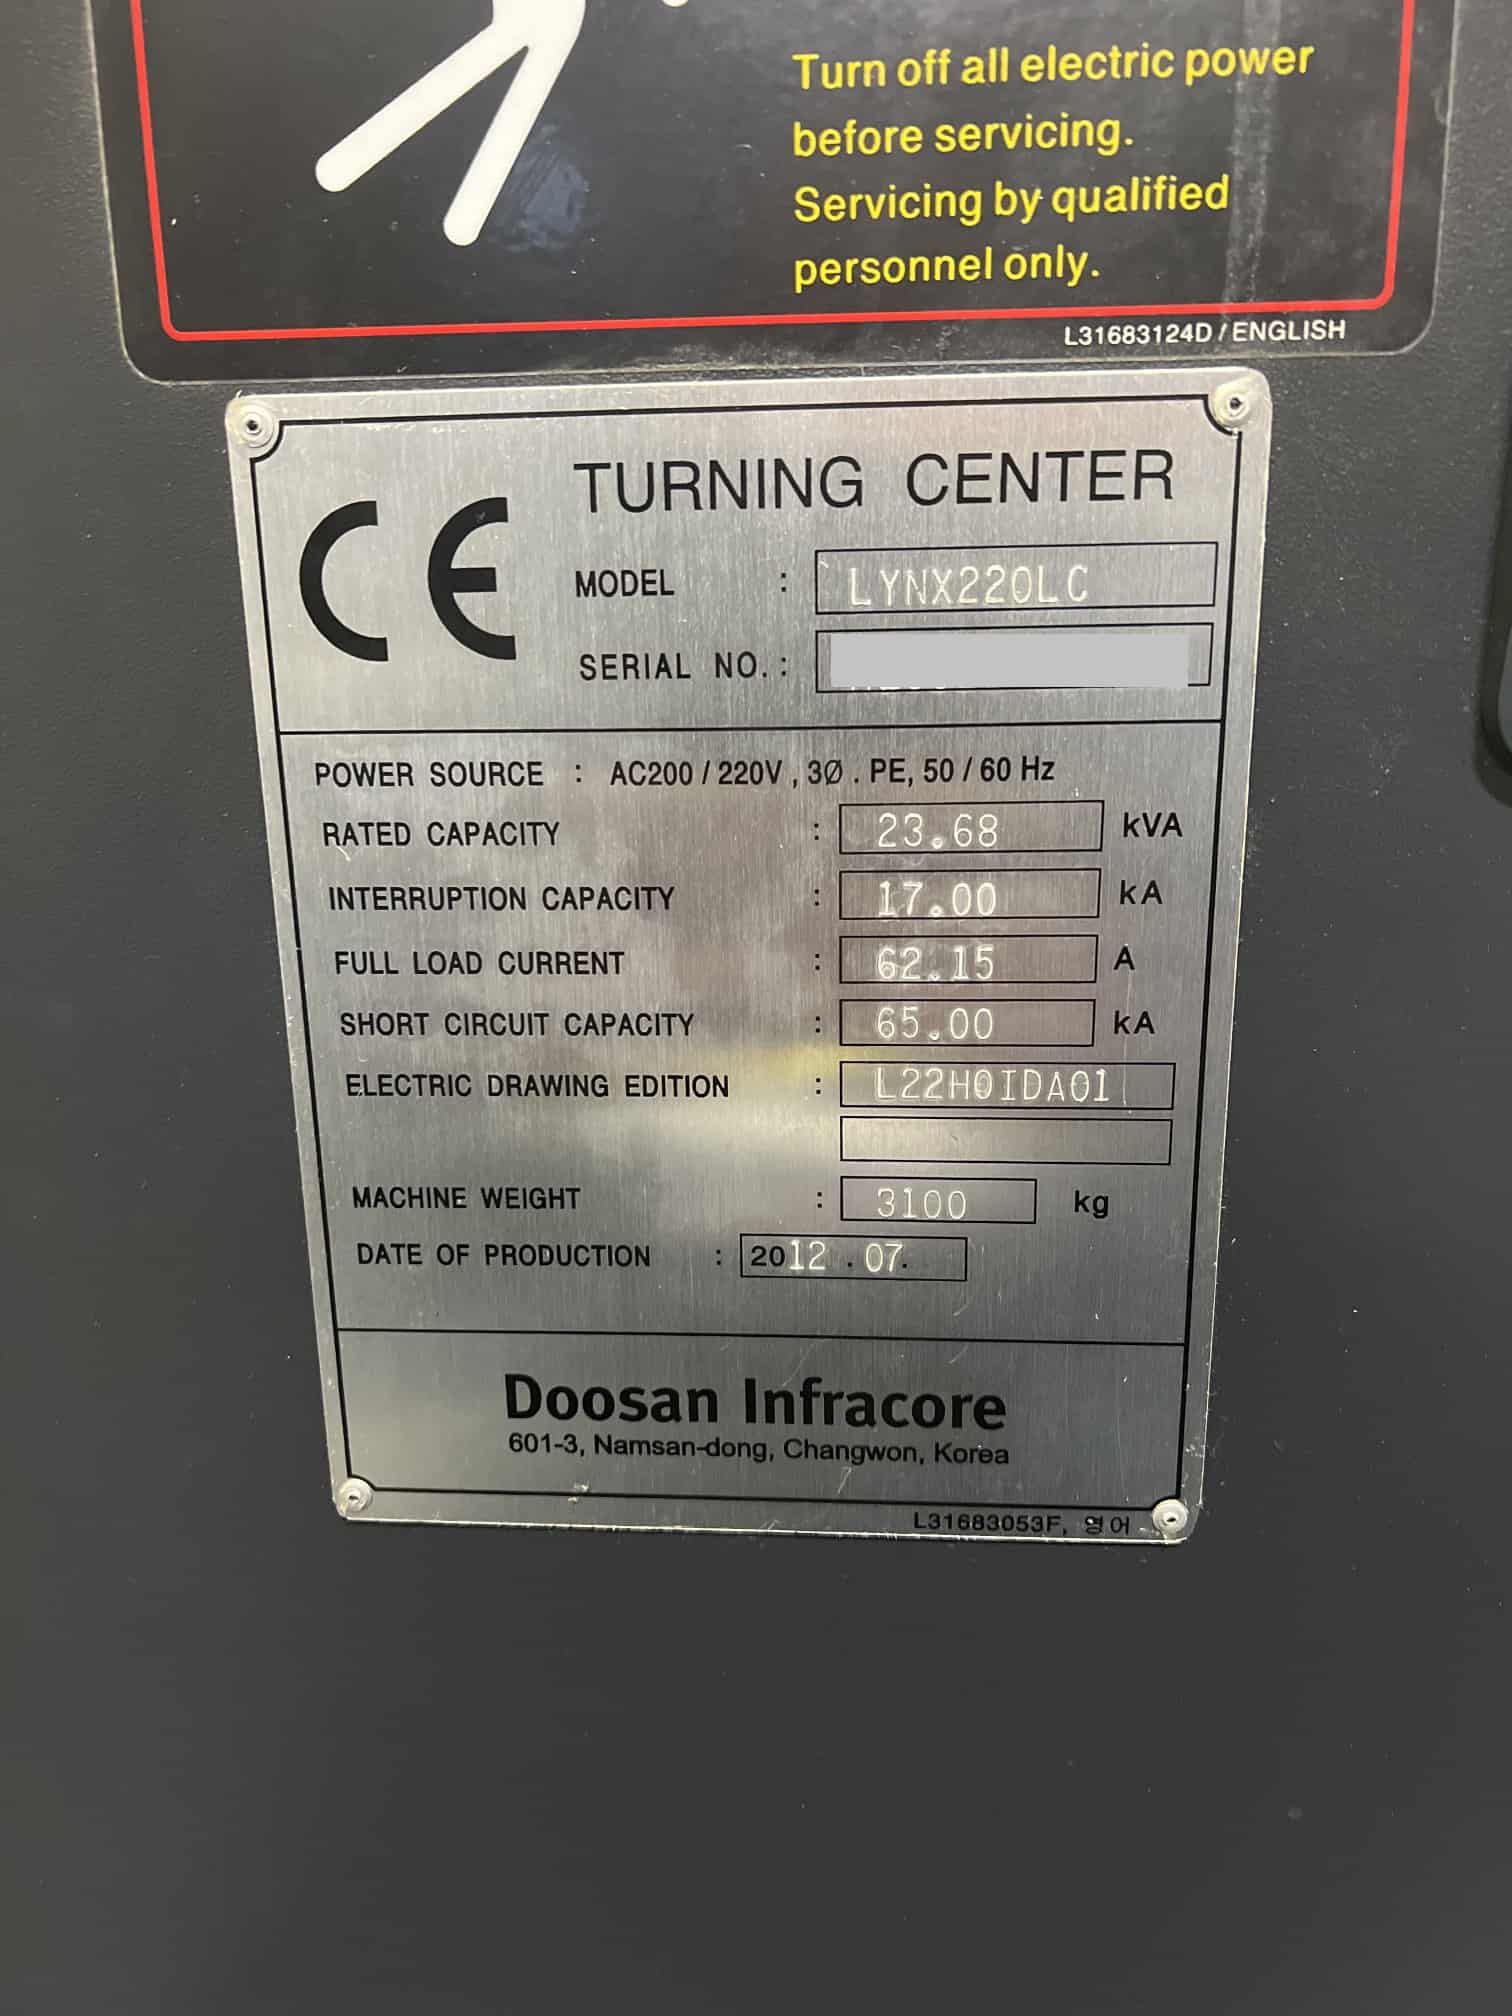 Turn off all electric power
before servicing.
Servicing by qualified
personnel only.
L31683124D / ENGLISH
CE
TURNING CENTER
MODEL : LYNX220LC
SERIAL NO. :
POWER SOURCE : AC200 / 220V , 3Ø . PE, 50 / 60 Hz
RATED CAPACITY : 23.68 kVA
INTERRUPTION CAPACITY : 17.00 kA
FULL LOAD CURRENT : 62.15 A
SHORT CIRCUIT CAPACITY : 65.00 kA
ELECTRIC DRAWING EDITION : L22H0IDA01
MACHINE WEIGHT : 3100 kg
DATE OF PRODUCTION : 2012 . 07.
Doosan Infracore
601-3, Namsan-dong, Changwon, Korea
L31683053F, 영어